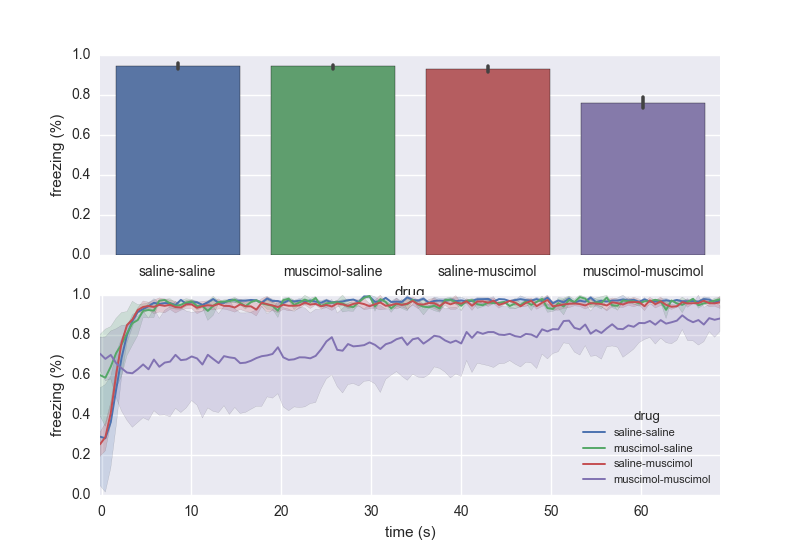 1.0
0.8
0.6
0.4
0.2
0.0
freezing (%)
saline-saline muscimol-saline saline-muscimol muscimol-muscimol
drug
1.0
0.8
0.6
0.4
0.2
0.0
freezing (%)
drug
saline-saline
muscimol-saline
saline-muscimol
muscimol-muscimol
0 10 20 30 40 50 60
time (s)